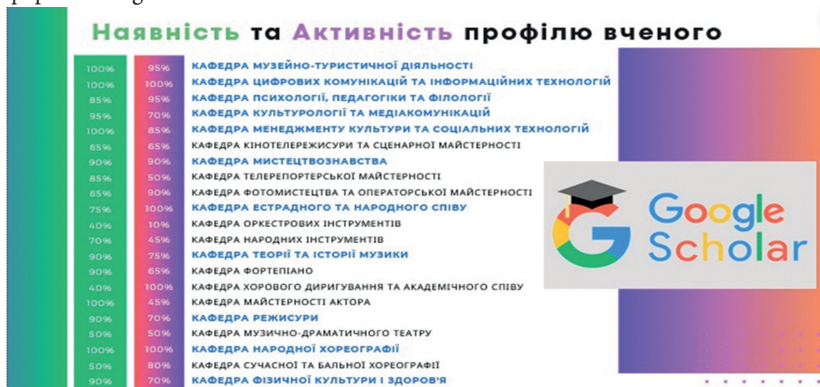 Наявність та Активність профілю вченого
100% 95% КАФЕДРА МУЗЕЙНО-ТУРИСТИЧНОЇ ДІЯЛЬНОСТІ
100% 100% КАФЕДРА ЦИФРОВИХ КОМУНІКАЦІЙ ТА ІНФОРМАЦІЙНИХ ТЕХНОЛОГІЙ
85% 95% КАФЕДРА ПСИХОЛОГІЇ, ПЕДАГОГІКИ ТА ФІЛОЛОГІЇ
95% 70% КАФЕДРА КУЛЬТУРОЛОГІЇ ТА МЕДІАКОМУНІКАЦІЙ
100% 85% КАФЕДРА МЕНЕДЖМЕНТУ КУЛЬТУРИ ТА СОЦІАЛЬНИХ ТЕХНОЛОГІЙ
65% 65% КАФЕДРА КІНОТЕЛЕРЕЖИСУРИ ТА СЦЕНАРНОЇ МАЙСТЕРНОСТІ
90% 90% КАФЕДРА МИСТЕЦТВОЗНАВСТВА
85% 50% КАФЕДРА ТЕЛЕРЕПОРТЕРСЬКОЇ МАЙСТЕРНОСТІ
65% 90% КАФЕДРА ФОТОМИСТЕЦТВА ТА ОПЕРАТОРСЬКОЇ МАЙСТЕРНОСТІ
75% 100% КАФЕДРА ЕСТРАДНОГО ТА НАРОДНОГО СПІВУ
40% 10% КАФЕДРА ОРКЕСТРОВИХ ІНСТРУМЕНТІВ
70% 45% КАФЕДРА НАРОДНИХ ІНСТРУМЕНТІВ
90% 75% КАФЕДРА ТЕОРІЇ ТА ІСТОРІЇ МУЗИКИ
90% 65% КАФЕДРА ФОРТЕПІАНО
40% 100% КАФЕДРА ХОРОВОГО ДИРИГУВАННЯ ТА АКАДЕМІЧНОГО СПІВУ
100% 45% КАФЕДРА МАЙСТЕРНОСТІ АКТОРА
90% 70% КАФЕДРА РЕЖИСУРИ
50% 50% КАФЕДРА МУЗИЧНО-ДРАМАТИЧНОГО ТЕАТРУ
100% 100% КАФЕДРА НАРОДНОЇ ХОРЕОГРАФІЇ
50% 80% КАФЕДРА СУЧАСНОЇ ТА БАЛЬНОЇ ХОРЕОГРАФІЇ
90% 70% КАФЕДРА ФІЗИЧНОЇ КУЛЬТУРИ І ЗДОРОВ'Я
Google
Scholar